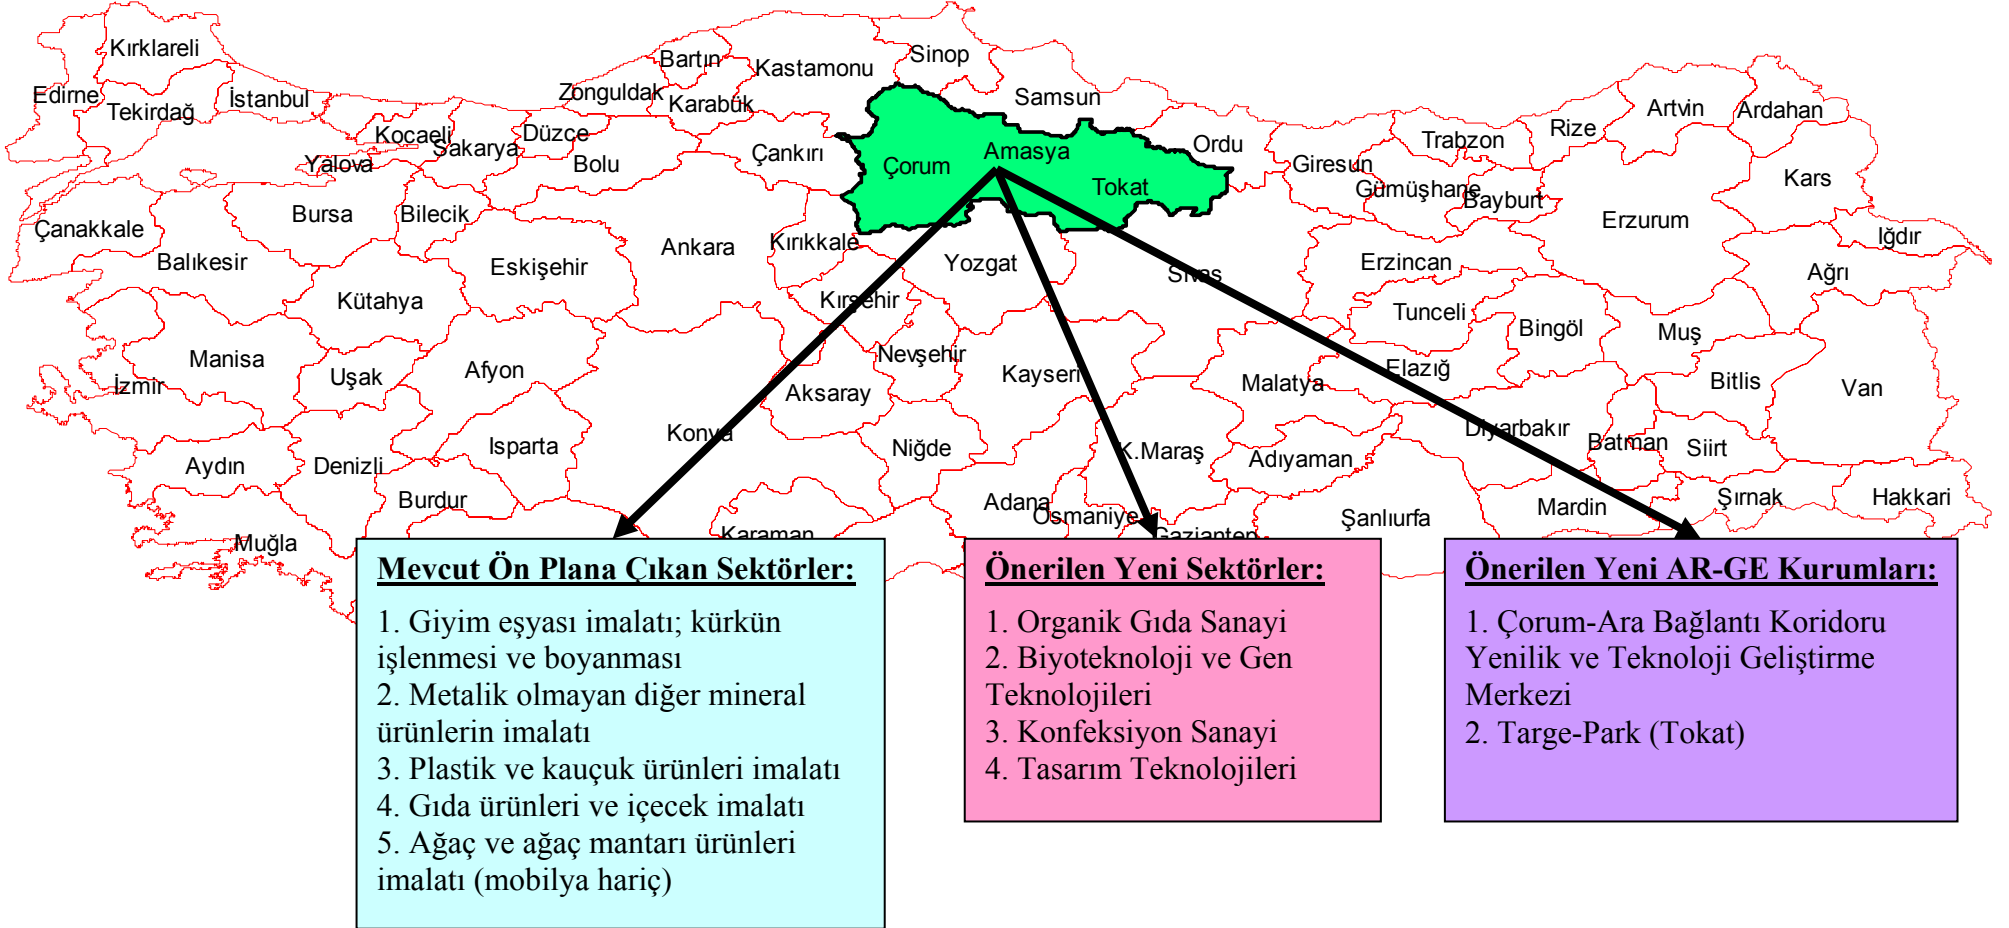 Kırklareli
Edirne
Tekirdağ
İstanbul
Kocaeli
Yalova
Sakarya
Düzce
Bolu
Zonguldak
Bartın
Karabük
Kastamonu
Çankırı
Sinop
Samsun
Çorum
Amasya
Tokat
Ordu
Giresun
Trabzon
Gümüşhane
Bayburt
Rize
Artvin
Ardahan
Kars
Erzurum
Iğdır
Ağrı
Çanakkale
Balıkesir
Bursa
Bilecik
Kütahya
Eskişehir
Ankara
Kırıkkale
Kırşehir
Yozgat
Sivas
Erzincan
Tunceli
Bingöl
Muş
Bitlis
Van
Manisa
İzmir
Uşak
Afyon
Konya
Aksaray
Nevşehir
Kayseri
Malatya
Elazığ
Diyarbakır
Batman
Siirt
Şırnak
Hakkari
Aydın
Denizli
Isparta
Burdur
Muğla
Karaman
Niğde
Adana
Osmaniye
K.Maraş
Adıyaman
Gaziantep
Şanlıurfa
Mardin
Mevcut Ön Plana Çıkan Sektörler:
1. Giyim eşyası imalatı; kürkün
işlenmesi ve boyanması
2. Metalik olmayan diğer mineral
ürünlerin imalatı
3. Plastik ve kauçuk ürünleri imalatı
4. Gıda ürünleri ve içecek imalatı
5. Ağaç ve ağaç mantarı ürünleri
imalatı (mobilya hariç)
Önerilen Yeni Sektörler:
1. Organik Gıda Sanayi
2. Biyoteknoloji ve Gen
Teknolojileri
3. Konfeksiyon Sanayi
4. Tasarım Teknolojileri
Önerilen Yeni AR-GE Kurumları:
1. Çorum-Ara Bağlantı Koridoru
Yenilik ve Teknoloji Geliştirme
Merkezi
2. Targe-Park (Tokat)